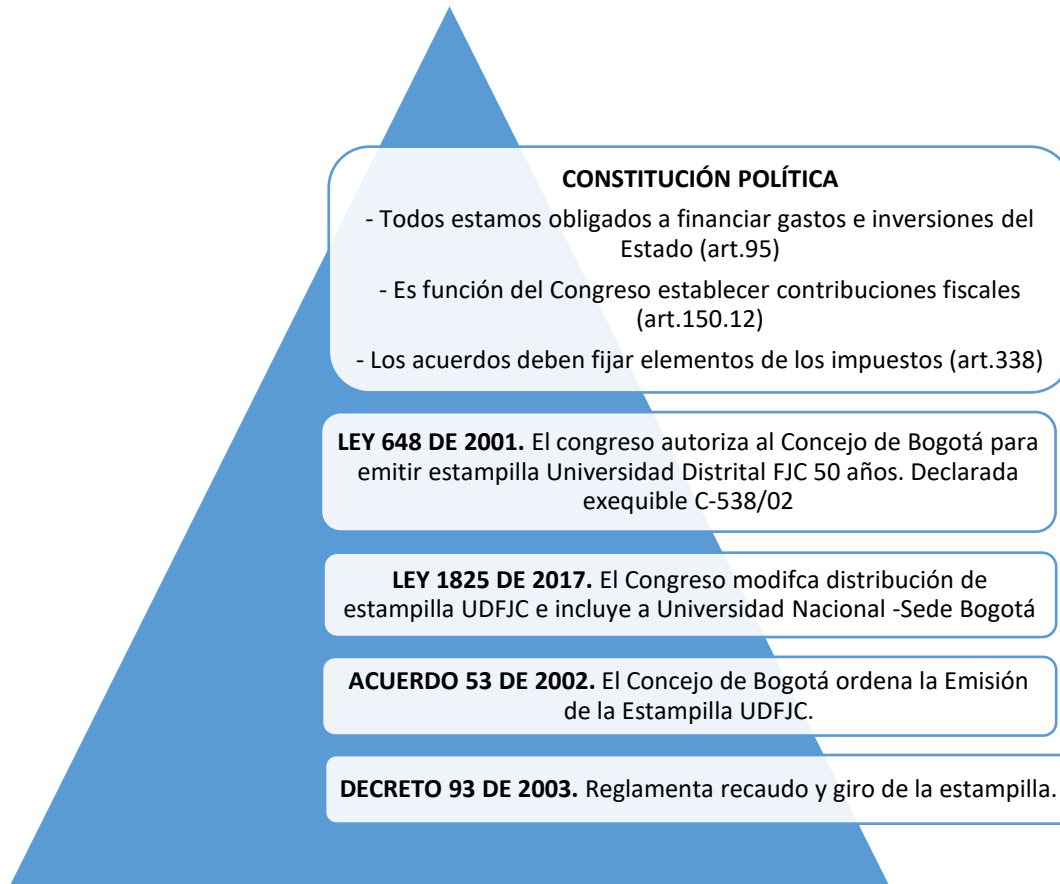 CONSTITUCIÓN POLÍTICA
- Todos estamos obligados a financiar gastos e inversiones del
Estado (art.95)
- Es función del Congreso establecer contribuciones fiscales
(art.150.12)
- Los acuerdos deben fijar elementos de los impuestos (art.338)
LEY 648 DE 2001. El congreso autoriza al Concejo de Bogotá para
emitir estampilla Universidad Distrital FJC 50 años. Declarada
exequible C-538/02
LEY 1825 DE 2017. El Congreso modifca distribución de
estampilla UDFJC e incluye a Universidad Nacional -Sede Bogotá
ACUERDO 53 DE 2002. El Concejo de Bogotá ordena la Emisión
de la Estampilla UDFJC.
DECRETO 93 DE 2003. Reglamenta recaudo y giro de la estampilla.